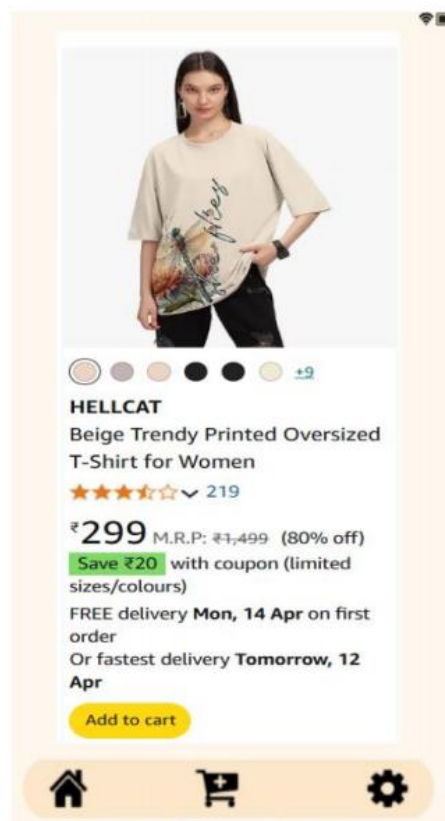 Be free
+9
HELLCAT
Beige Trendy Printed Oversized
T-Shirt for Women
219
₹299 M.R.P: ₹1,499 (80% off)
Save ₹20 with coupon (limited
sizes/colours)
FREE delivery Mon, 14 Apr on first
order
Or fastest delivery Tomorrow, 12
Apr
Add to cart